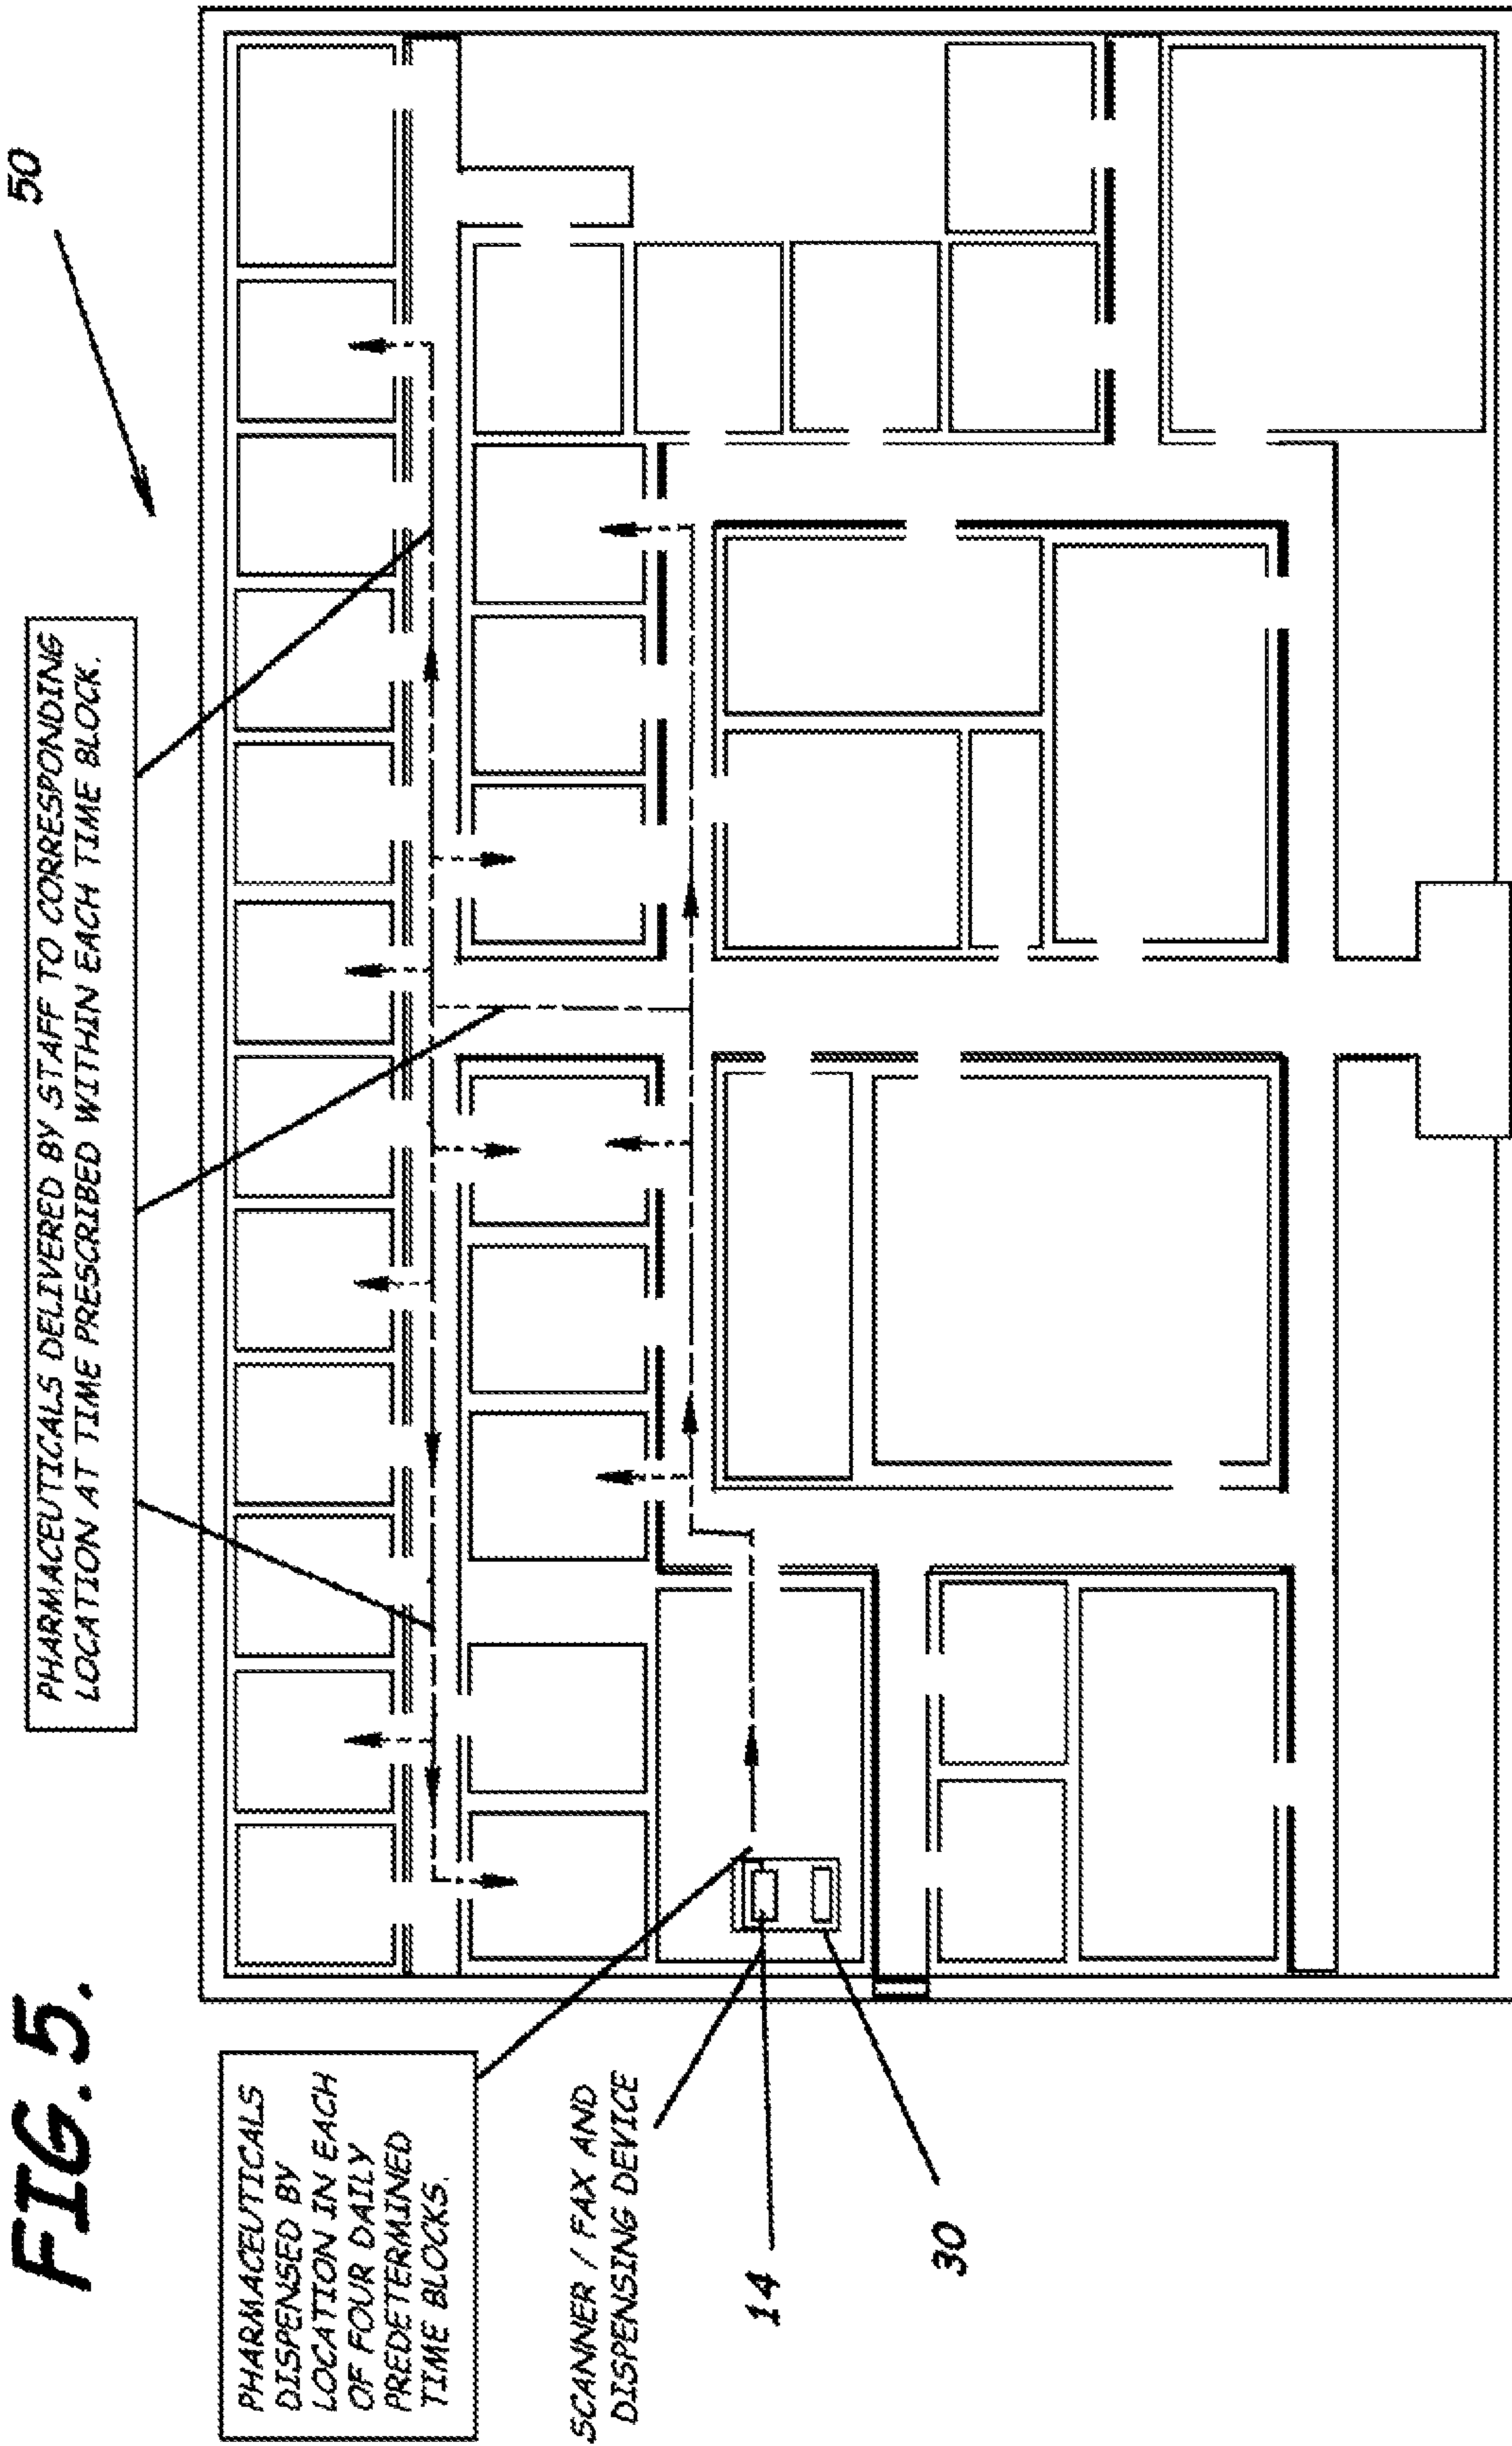 FIG. 5.
50
PHARMACEUTICALS DELIVERED BY STAFF TO CORRESPONDING
LOCATION AT TIME PRESCRIBED WITHIN EACH TIME BLOCK.
PHARMACEUTICALS
DISPENSED BY
LOCATION IN EACH
OF FOUR DAILY
PREDETERMINED
TIME BLOCKS.
SCANNER / FAX AND
DISPENSING DEVICE
14
30